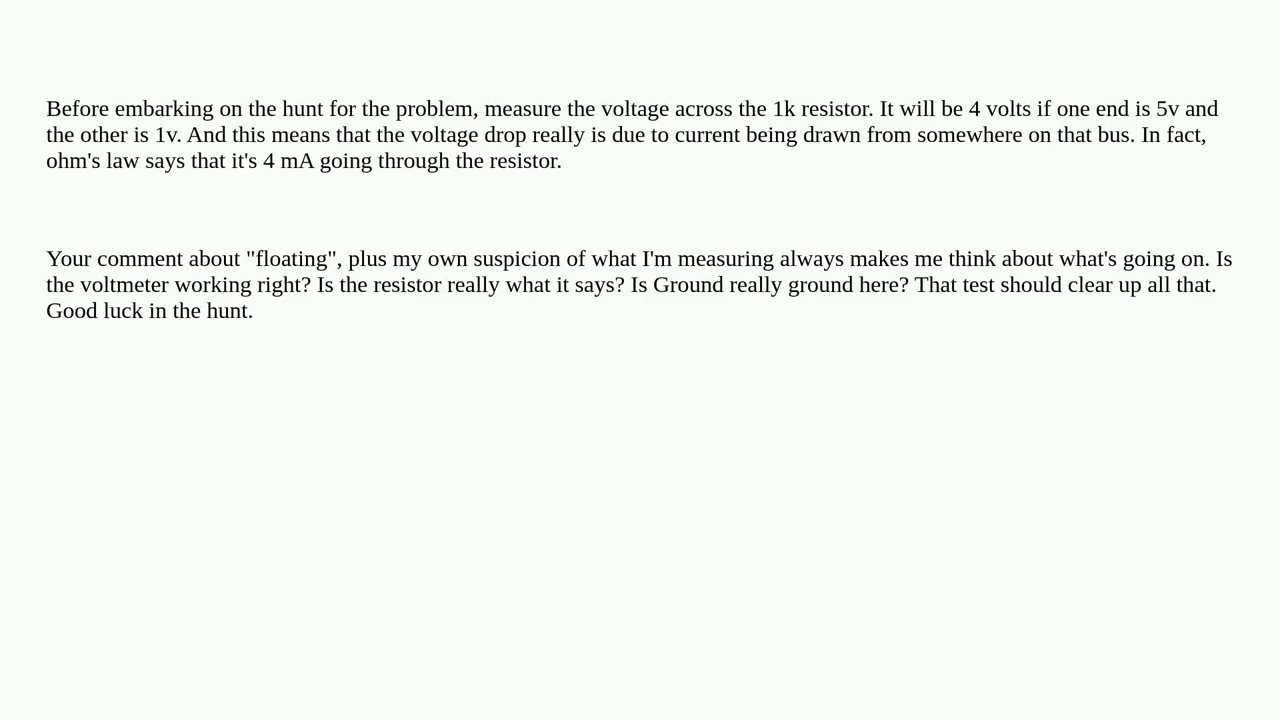 Before embarking on the hunt for the problem, measure the voltage across the 1k resistor. It will be 4 volts if one end is 5v and
the other is 1v. And this means that the voltage drop really is due to current being drawn from somewhere on that bus. In fact,
ohm's law says that it's 4 mA going through the resistor.
Your comment about "floating", plus my own suspicion of what I'm measuring always makes me think about what's going on. Is
the voltmeter working right? Is the resistor really what it says? Is Ground really ground here? That test should clear up all that.
Good luck in the hunt.